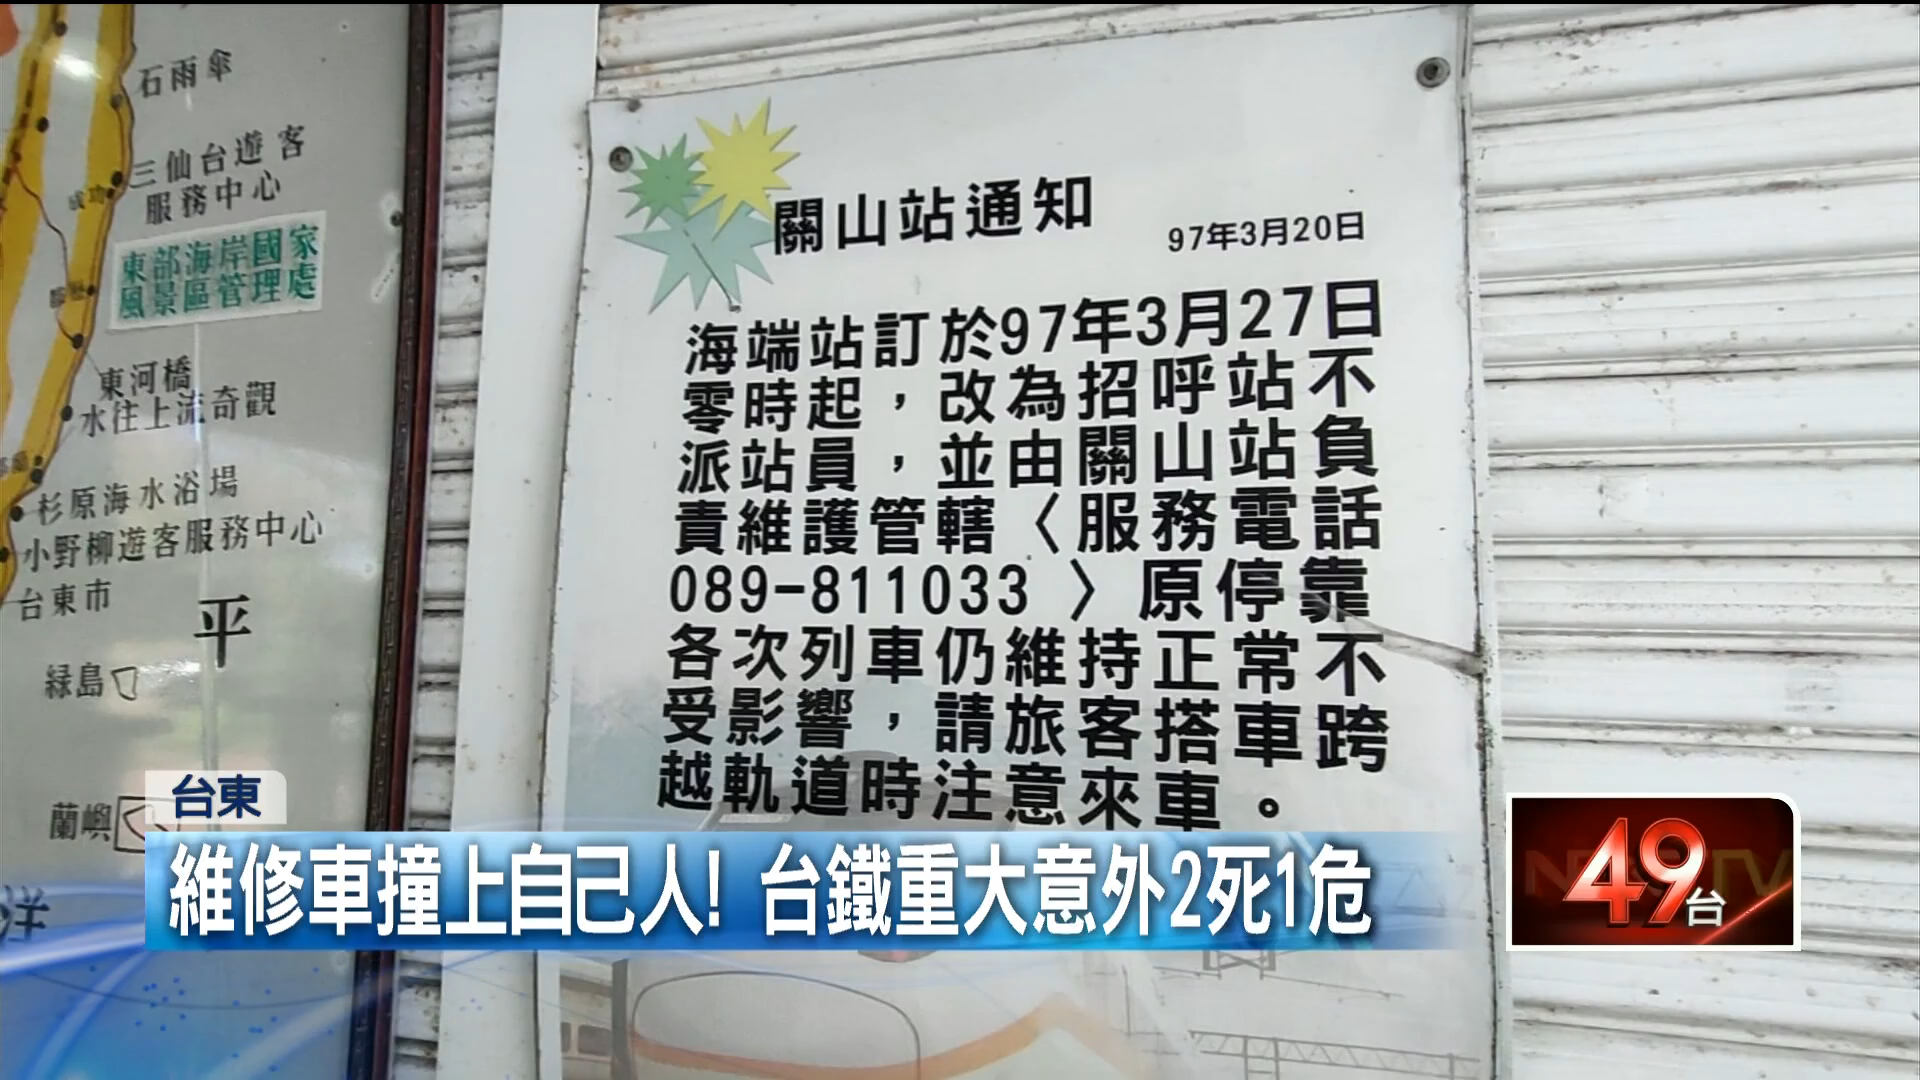 石雨傘
三仙台遊客
服務中心
成功
東部海岸國家
風景區管理處
東河橋
水往上流奇觀
杉原海水浴場
小野柳遊客服務中心
台東市
平
綠島
蘭嶼
洋
關山站通知
97年3月20日
海端站訂於97年3月27日
零時起，改為招呼站不
派站員，並由關山站負
責維護管轄〈服務電話
089-811033〉原停靠
各次列車仍維持正常不
受影響，請旅客搭車跨
越軌道時注意來車。
台東
維修車撞上自己人! 台鐵重大意外2死1危
49台